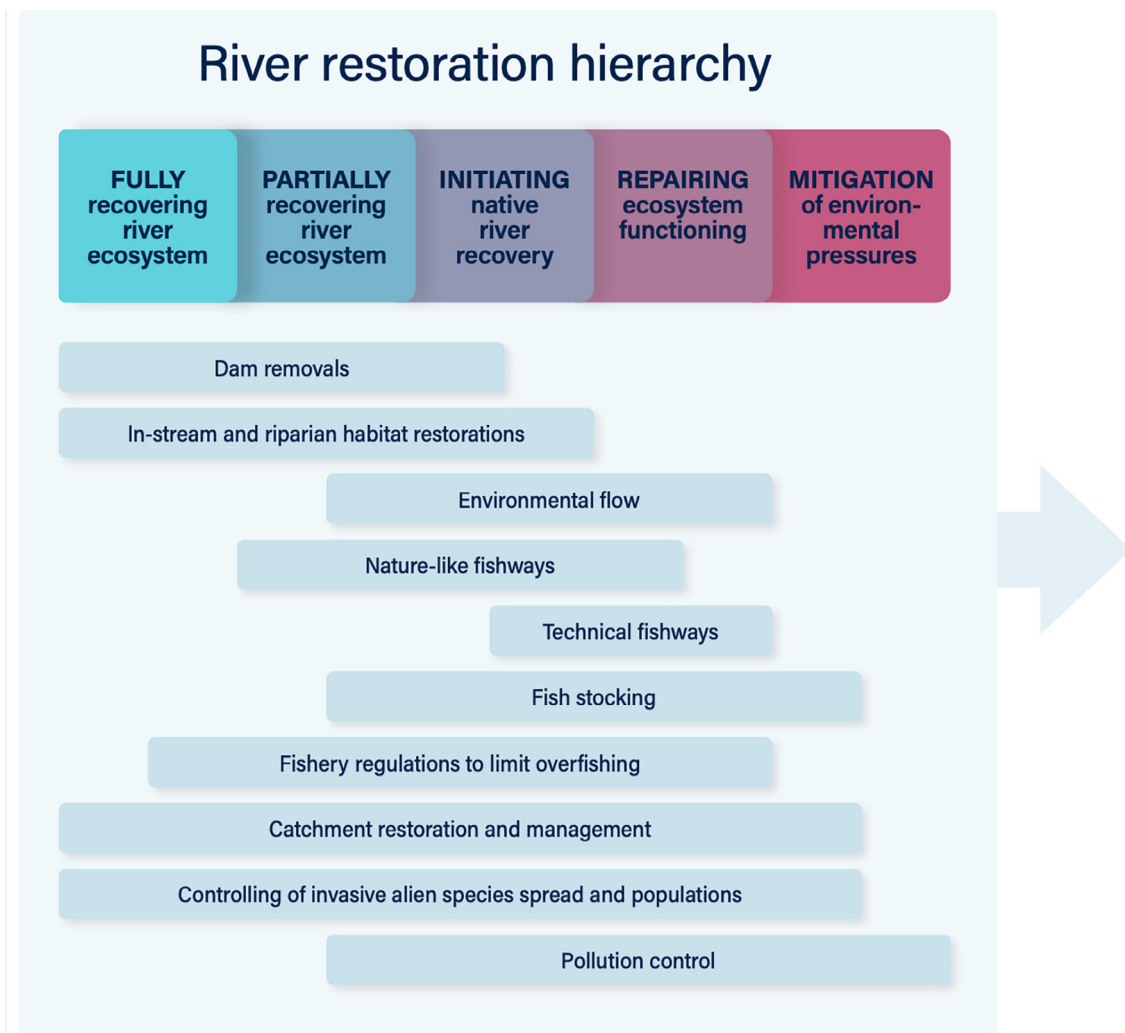 River restoration hierarchy
FULLY
recovering
river
ecosystem
PARTIALLY
recovering
river
ecosystem
INITIATING
native
river
recovery
REPAIRING
ecosystem
functioning
MITIGATION
of environ-
mental
pressures
Dam removals
In-stream and riparian habitat restorations
Environmental flow
Nature-like fishways
Technical fishways
Fish stocking
Fishery regulations to limit overfishing
Catchment restoration and management
Controlling of invasive alien species spread and populations
Pollution control